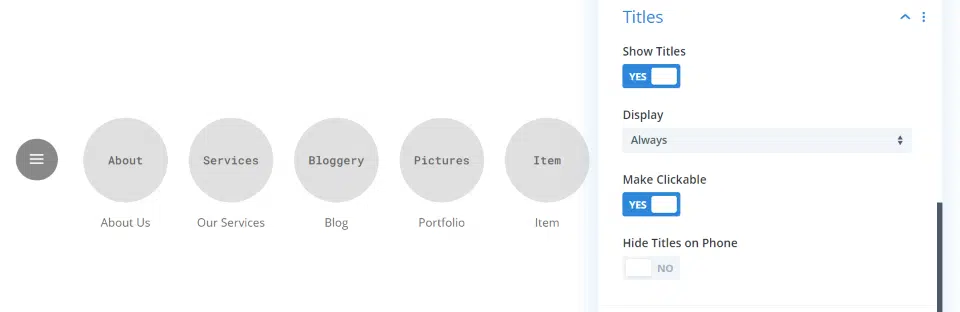 About Services Bloggery Pictures Item
About Us Our Services Blog Portfolio Item
Titles
Show Titles
YES
Display
Always
Make Clickable
YES
Hide Titles on Phone
NO